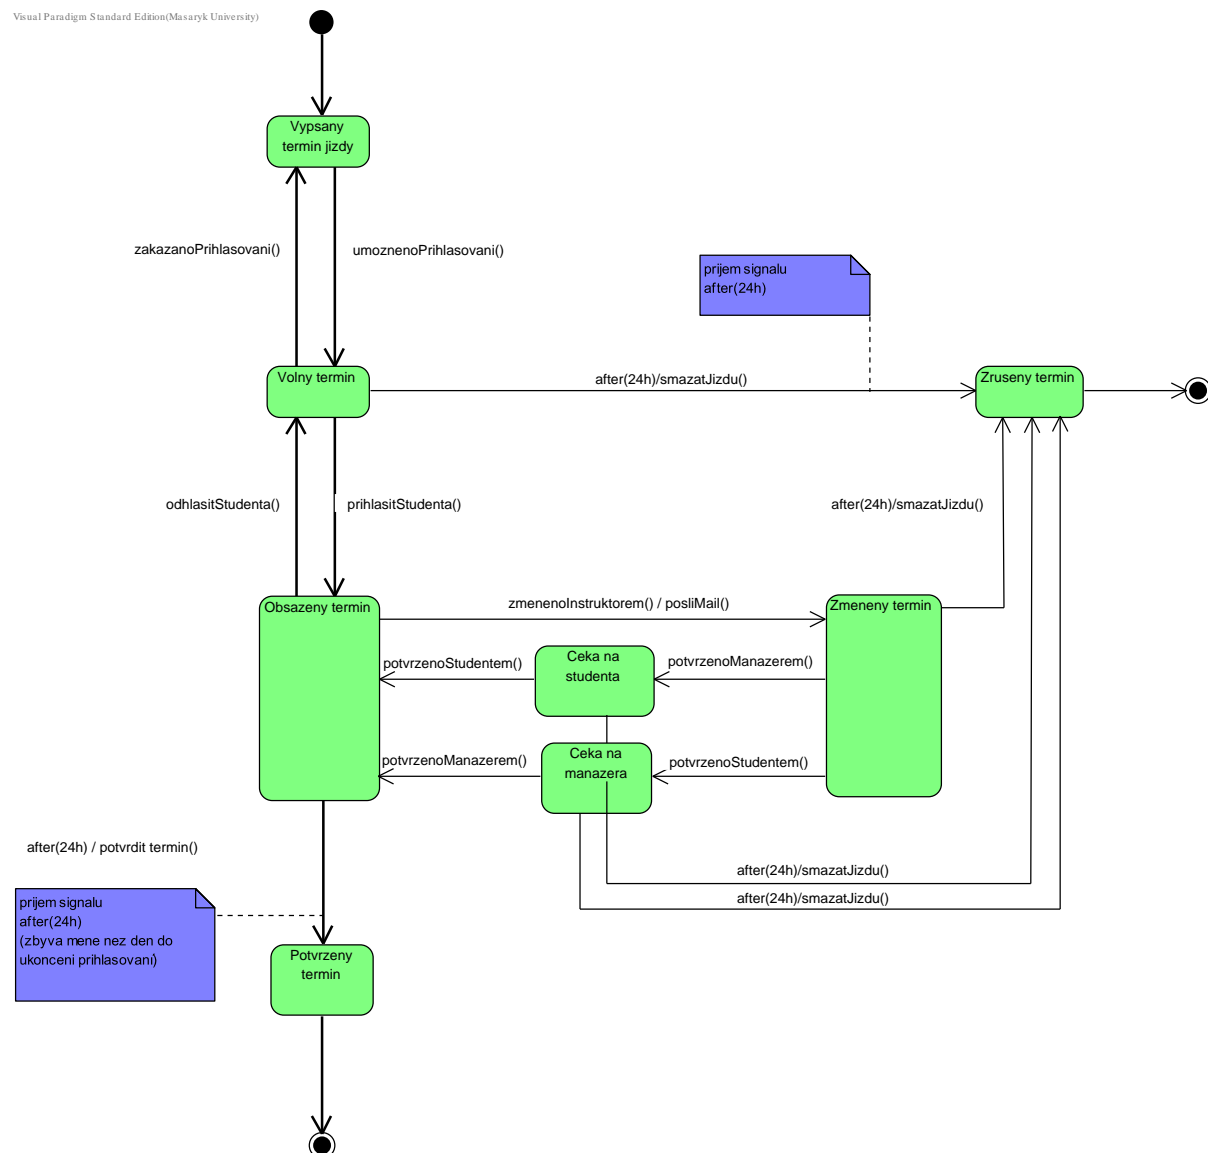 Visual Paradigm Standard Edition(Masaryk University)
Vypsany
termin jizdy
zakazanoPrihlasovani()
umoznenoPrihlasovani()
prijem signalu
after(24h)
Volny termin
after(24h)/smazatJizdu()
Zruseny termin
odhlasitStudenta()
prihlasitStudenta()
after(24h)/smazatJizdu()
Obsazeny termin
zmenenoInstruktorem() / posliMail()
Zmeneny termin
potvrzenoStudentem()
Ceka na
studenta
potvrzenoManazerem()
potvrzenoManazerem()
Ceka na
manazera
potvrzenoStudentem()
after(24h) / potvrdit termin()
after(24h)/smazatJizdu()
after(24h)/smazatJizdu()
prijem signalu
after(24h)
(zbyva mene nez den do
ukonceni prihlasovani)
Potvrzeny
termin